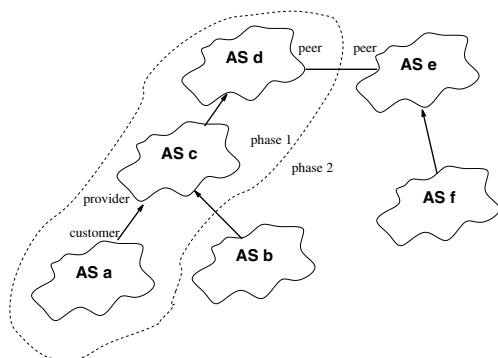 peer
peer
AS d
AS e
AS c
phase 1
phase 2
provider
AS f
customer
AS b
AS a